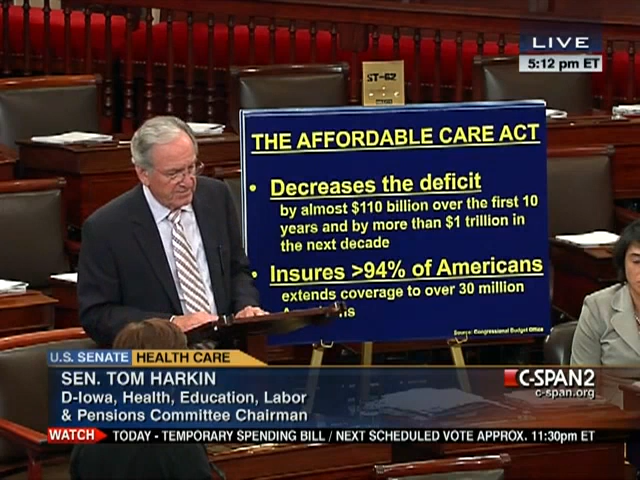 LIVE
5:12 pm ET
ST-62
THE AFFORDABLE CARE ACT
• Decreases the deficit
by almost $110 billion over the first 10
years and by more than $1 trillion in
the next decade
• Insures >94% of Americans
extends coverage to over 30 million
Source: Congressional Budget Office
U.S. SENATE HEALTH CARE
SEN. TOM HARKIN
D-Iowa, Health, Education, Labor
& Pensions Committee Chairman
C-SPAN2
c-span.org
WATCH TODAY - TEMPORARY SPENDING BILL / NEXT SCHEDULED VOTE APPROX. 11:30pm ET